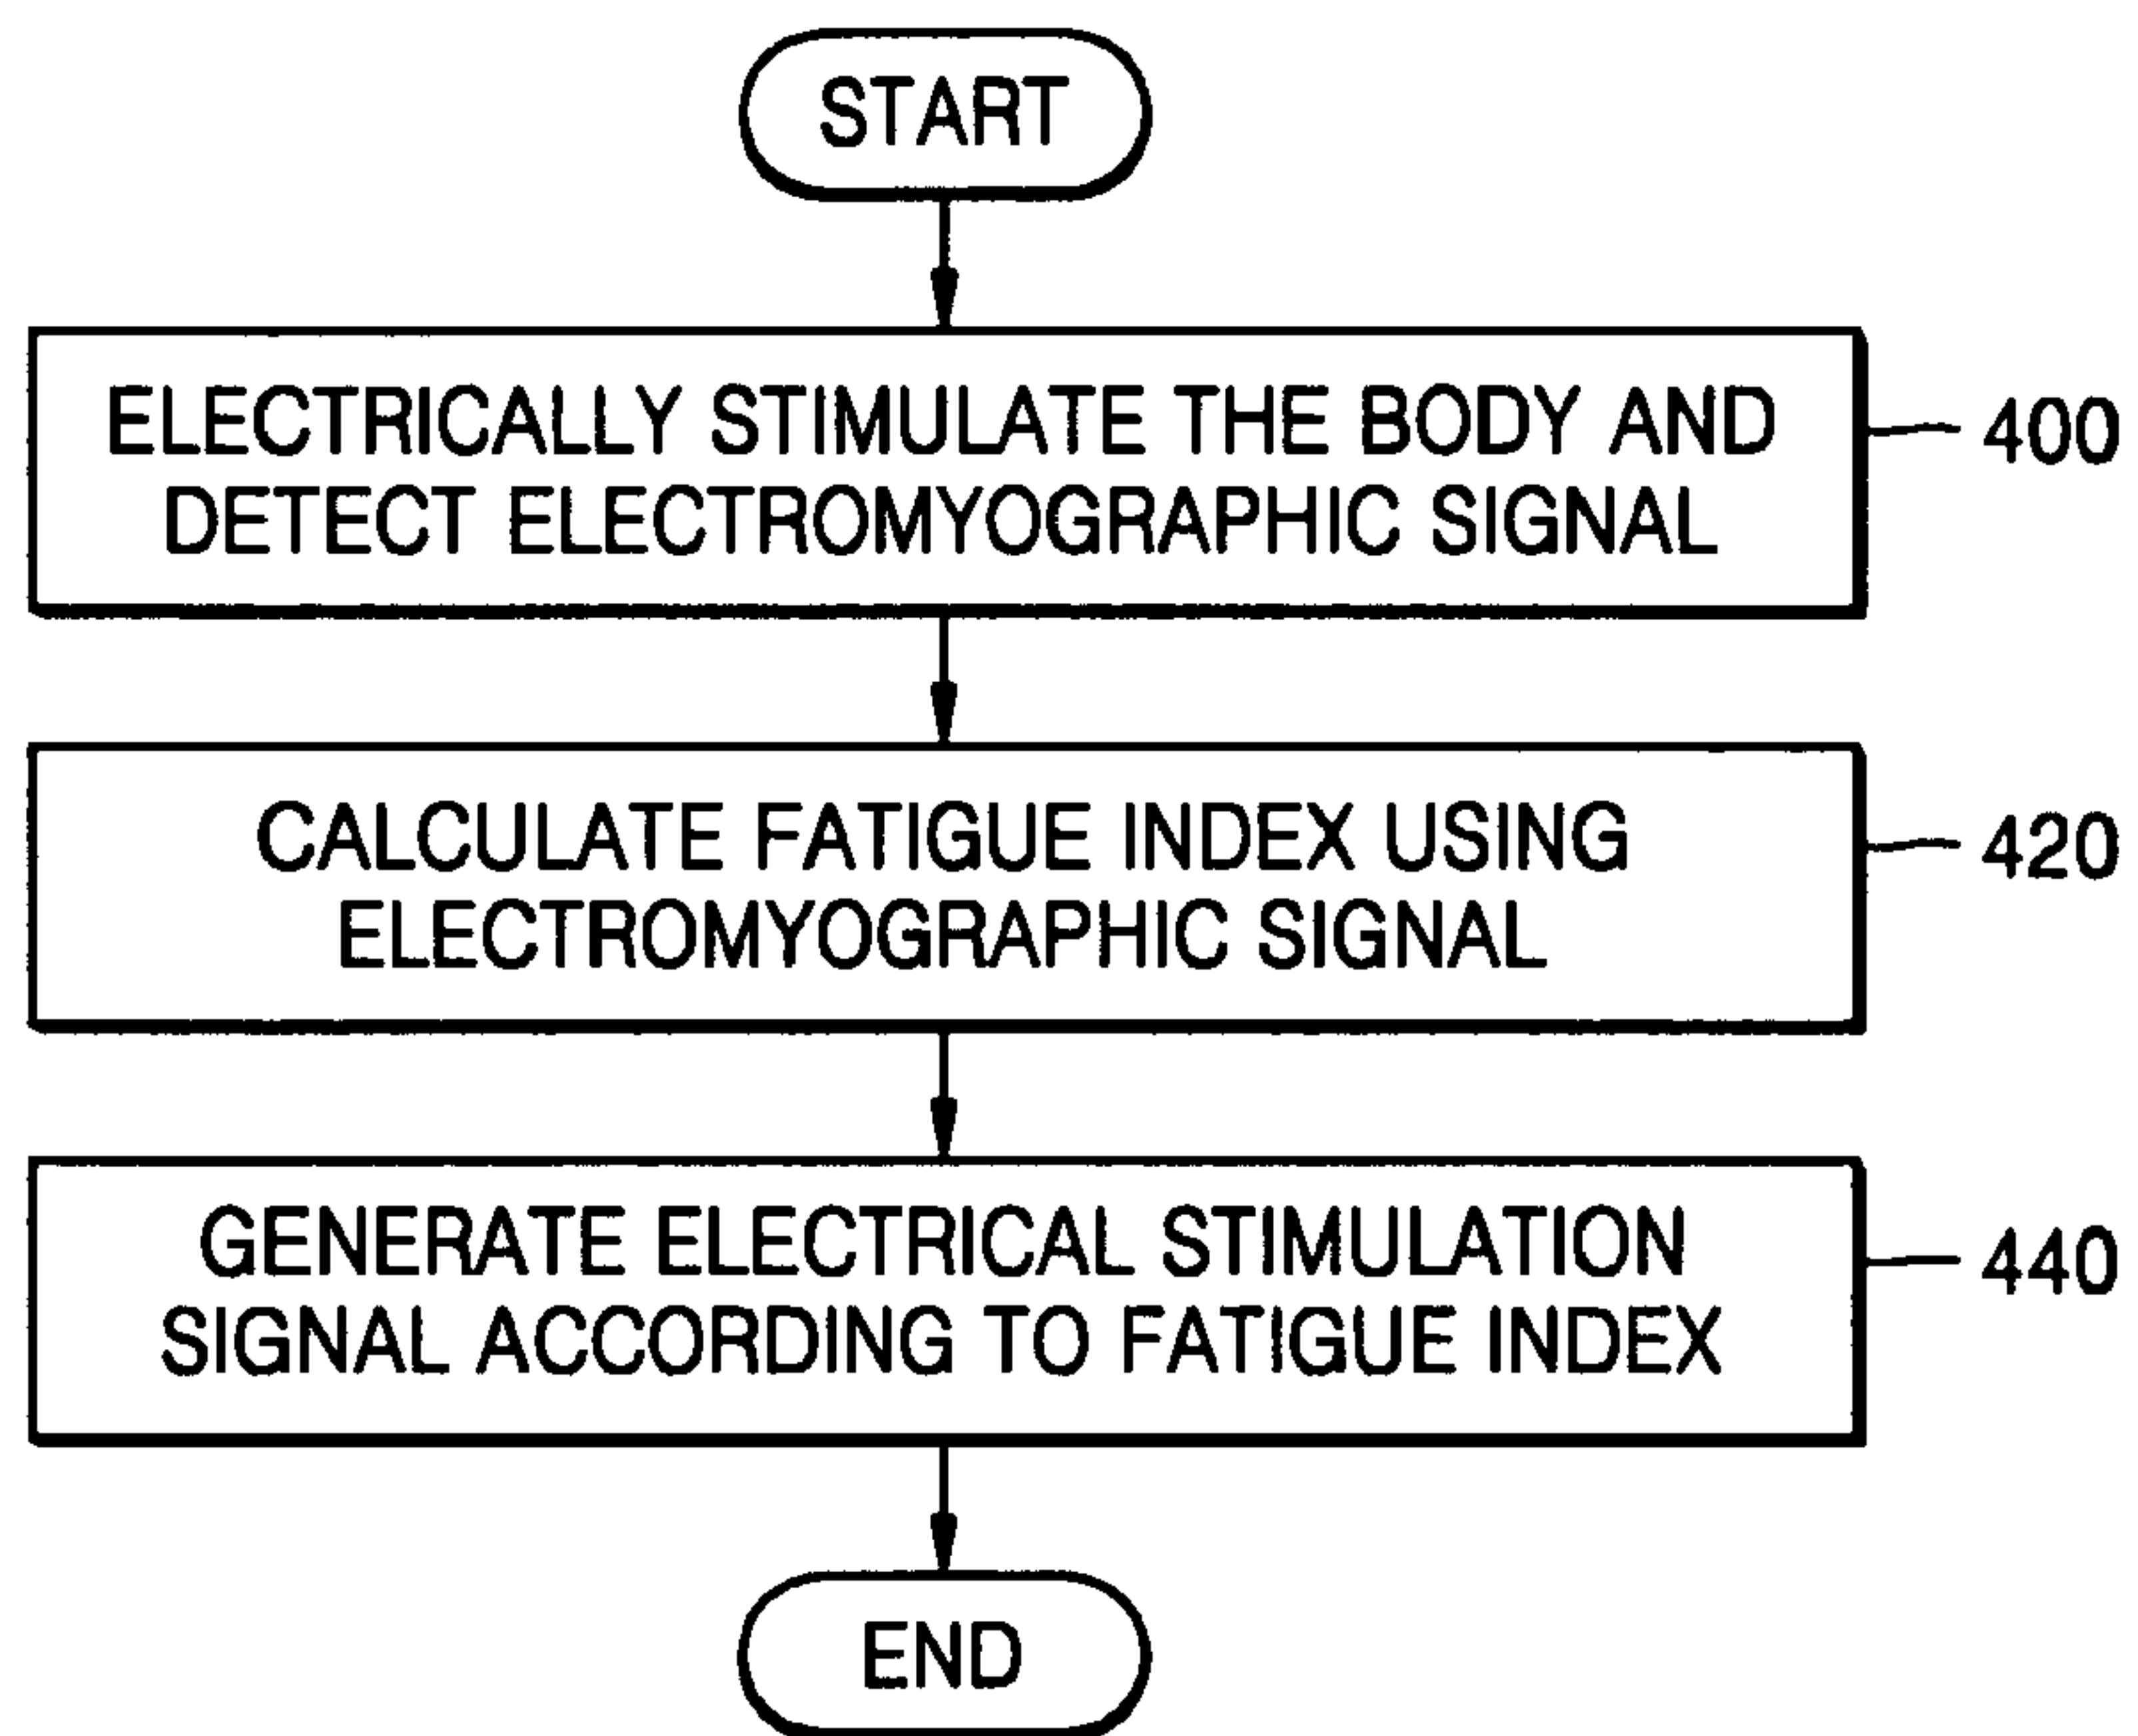 START
ELECTRICALLY STIMULATE THE BODY AND
DETECT ELECTROMYOGRAPHIC SIGNAL
400
CALCULATE FATIGUE INDEX USING
ELECTROMYOGRAPHIC SIGNAL
420
GENERATE ELECTRICAL STIMULATION
SIGNAL ACCORDING TO FATIGUE INDEX
440
END